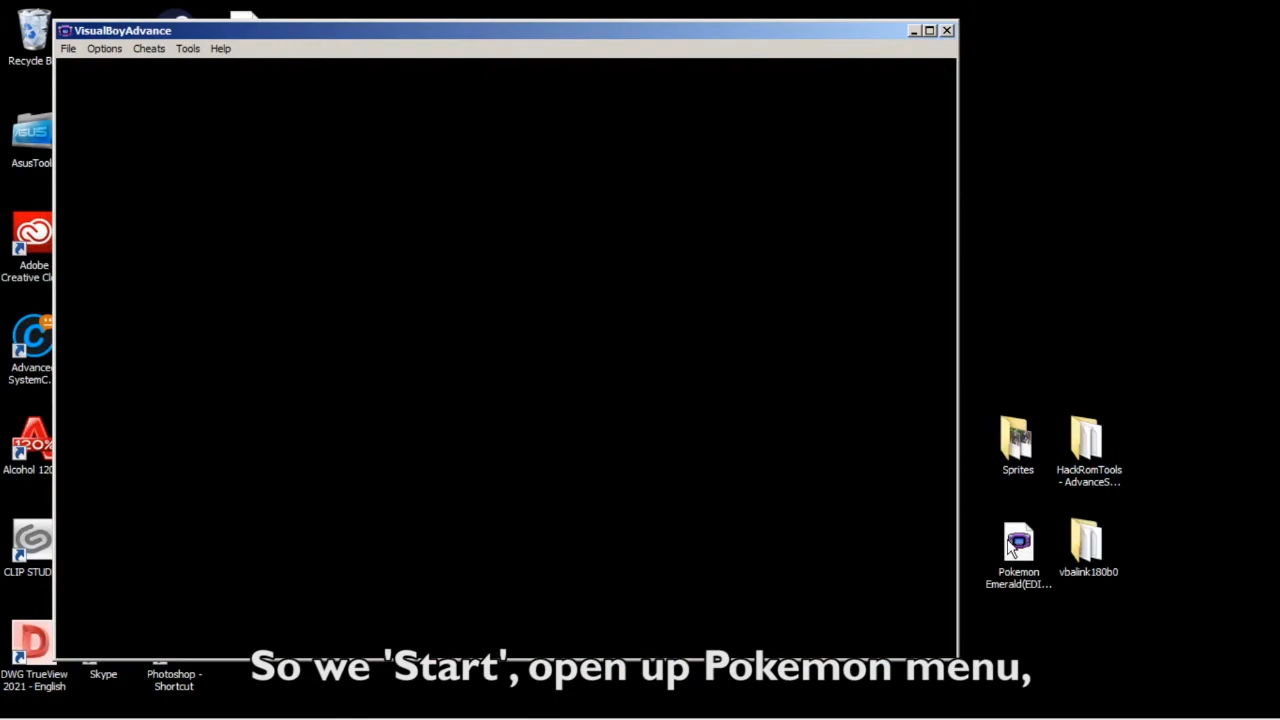 VisualBoyAdvance
File Options Cheats Tools Help
Recycle B
ASUS
AsusTool
Adobe
Creative Cl
Advance
SystemC...
120%
Alcohol 120
CLIP STUD
DWG TrueView
2021 - English
Skype
Photoshop -
Shortcut
Sprites
HackRomTools
- AdvanceS...
Pokemon
Emerald(EDI...
vbalink180b0
So we 'Start', open up Pokemon menu,